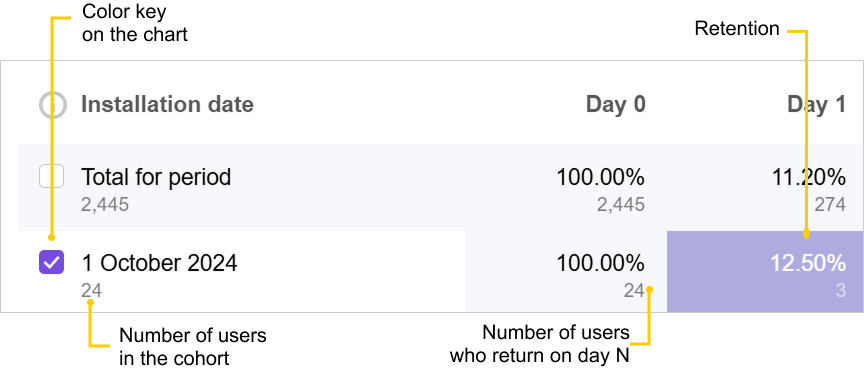 Color key
on the chart
Retention
Installation date Day 0 Day 1
Total for period 100.00% 11.20%
2,445 2,445 274
1 October 2024 100.00% 12.50%
24 24 3
Number of users
in the cohort
Number of users
who return on day N